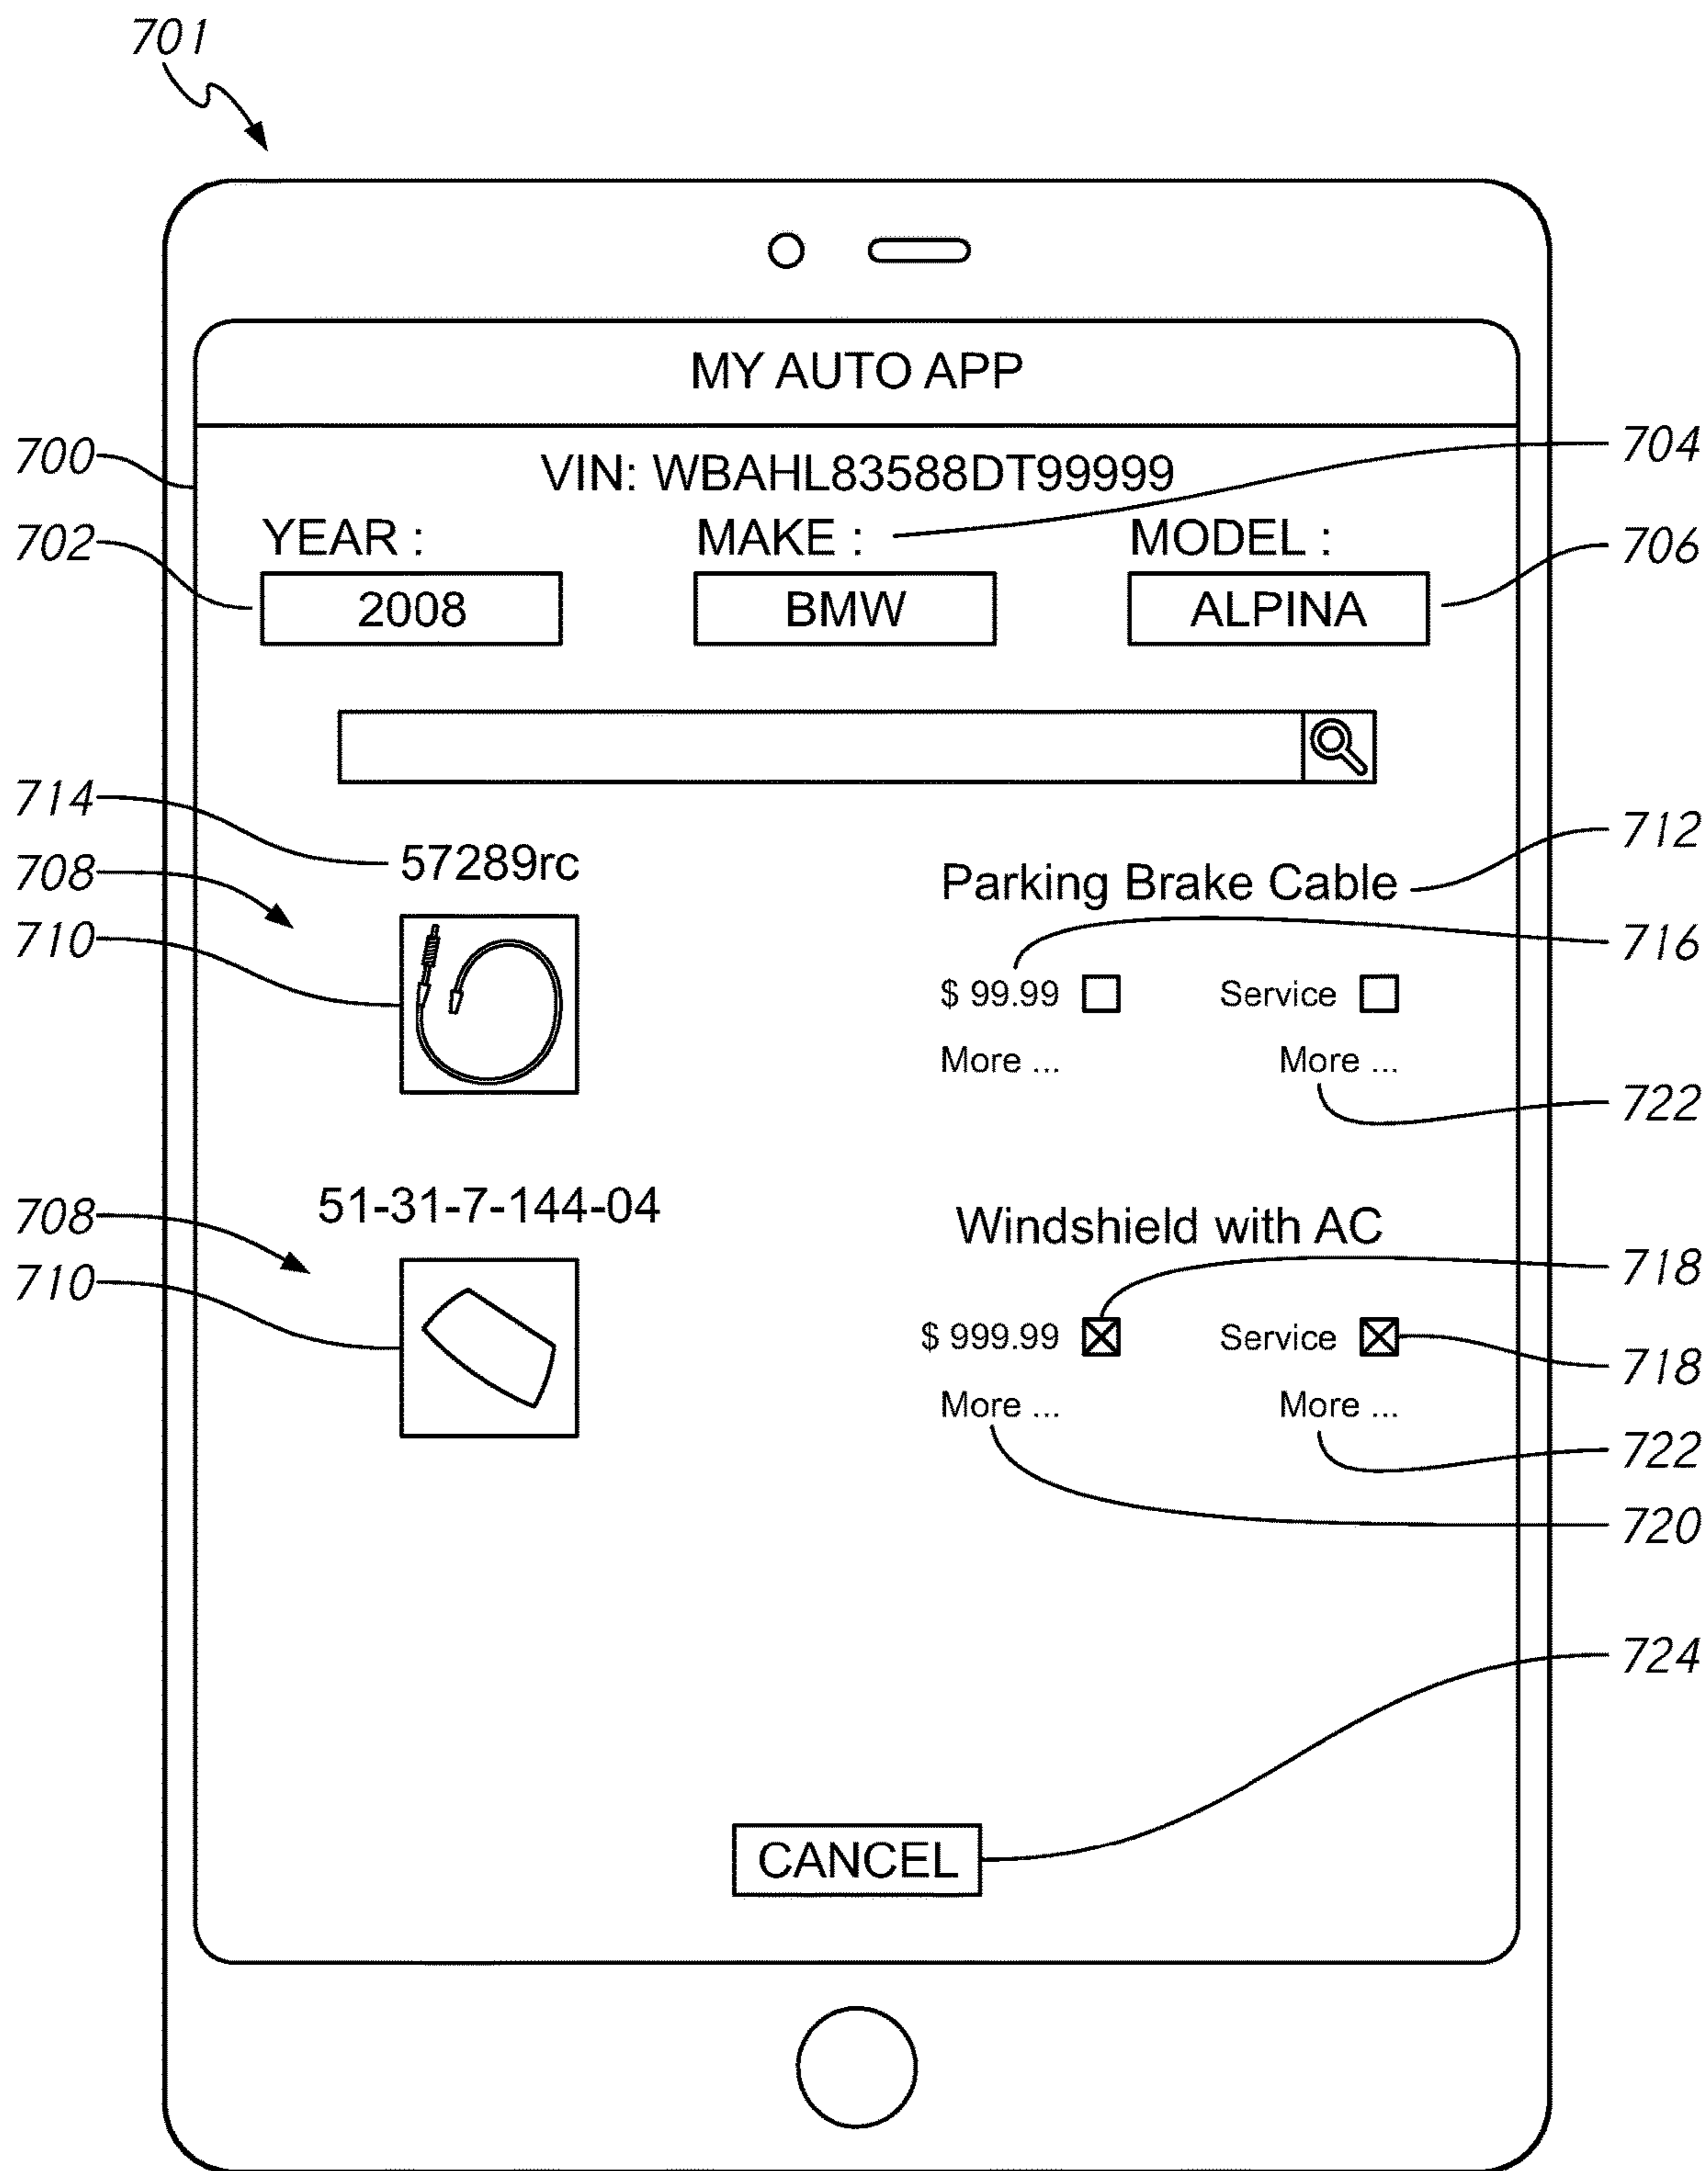 701
MY AUTO APP
700
VIN: WBAHL83588DT99999
704
702
YEAR :
MAKE :
MODEL :
706
2008
BMW
ALPINA
714
57289rc
712
708
Parking Brake Cable
710
716
$ 99.99
Service
More ...
More ...
722
51-31-7-144-04
708
Windshield with AC
718
710
$ 999.99
Service
718
More ...
More ...
722
720
724
CANCEL